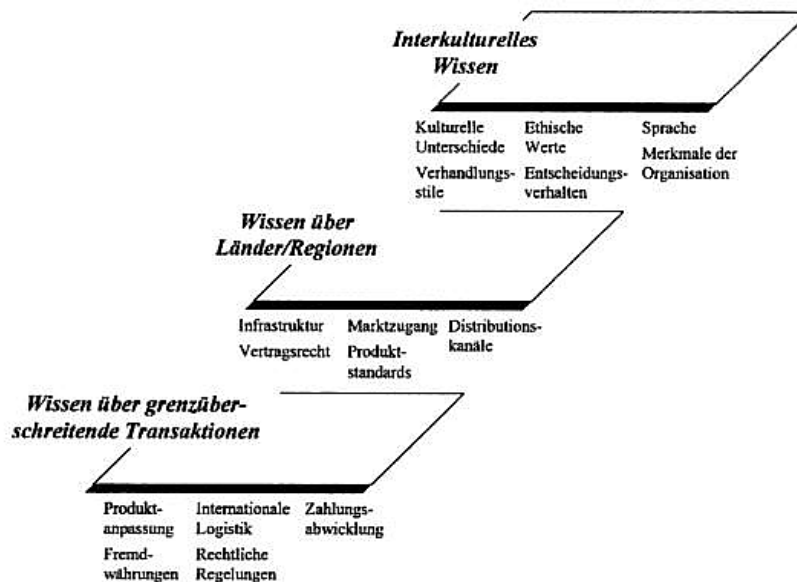 Interkulturelles
Wissen
Kulturelle
Unterschiede
Verhandlungs-
stile
Ethische
Werte
Entscheidungs-
verhalten
Sprache
Merkmale der
Organisation
Wissen über
Länder/Regionen
Infrastruktur
Vertragsrecht
Marktzugang
Produkt-
standards
Distributions-
kanäle
Wissen über grenzüber-
schreitende Transaktionen
Produkt-
anpassung
Fremd-
währungen
Internationale
Logistik
Rechtliche
Regelungen
Zahlungs-
abwicklung